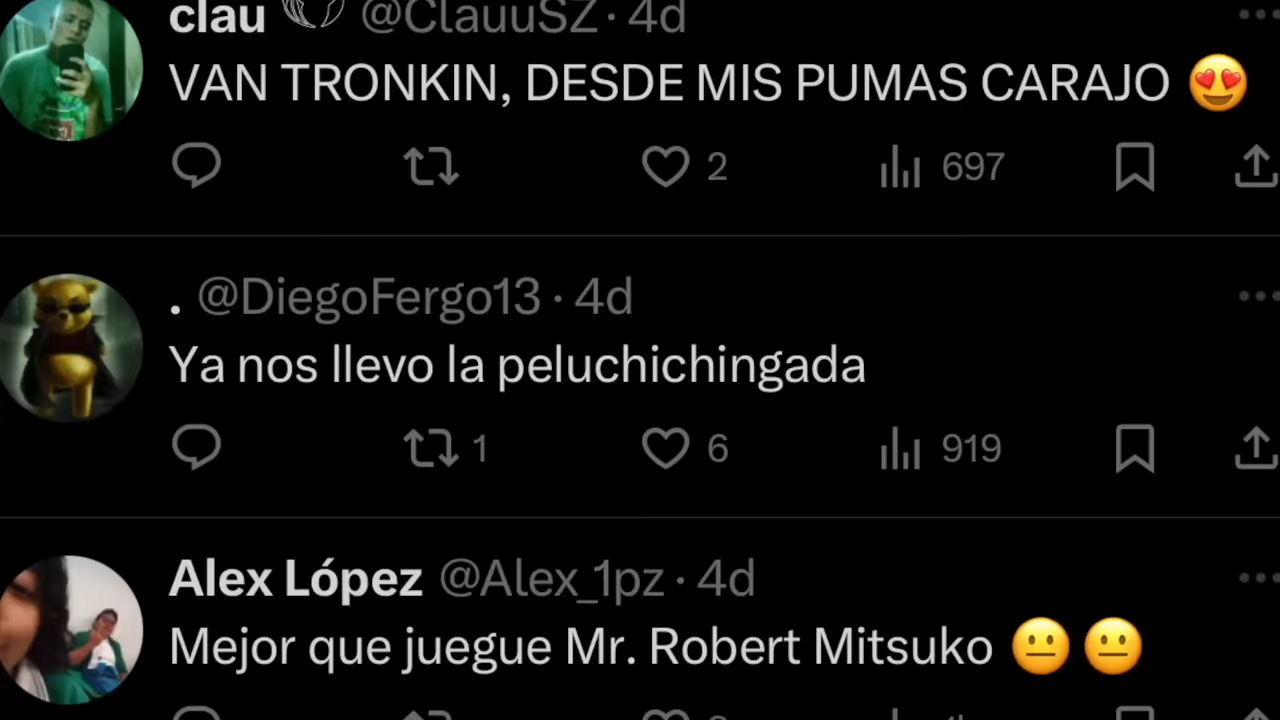 clau @ClauuSZ · 4d
VAN TRONKIN, DESDE MIS PUMAS CARAJO 😍
2 697
. @DiegoFergo13 · 4d
Ya nos llevo la peluchichingada
1 6 919
Alex López @Alex_1pz · 4d
Mejor que juegue Mr. Robert Mitsuko 😐 😐